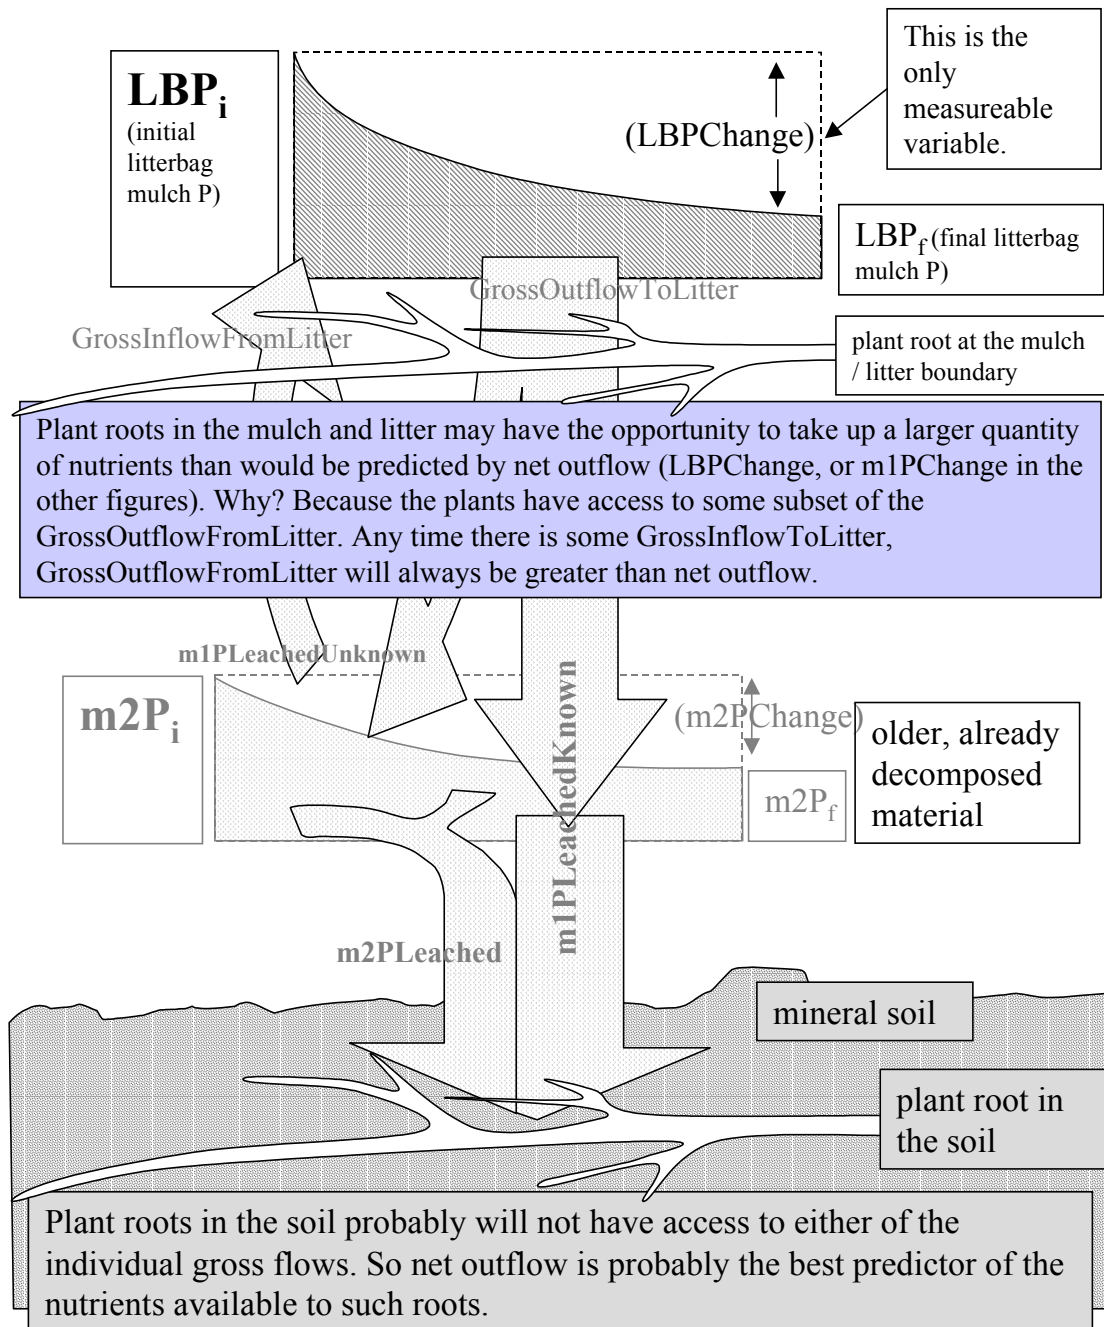 This is the
only
measureable
variable.
LBPi
(initial
litterbag
mulch P)
(LBPChange)
LBPf (final litterbag
mulch P)
GrossOutflowToLitter
GrossInflowFromLitter
plant root at the mulch
/ litter boundary
Plant roots in the mulch and litter may have the opportunity to take up a larger quantity
of nutrients than would be predicted by net outflow (LBPChange, or m1PChange in the
other figures). Why? Because the plants have access to some subset of the
GrossOutflowFromLitter. Any time there is some GrossInflowToLitter,
GrossOutflowFromLitter will always be greater than net outflow.
m1PLeachedUnknown
m2Pi
(m2PChange)
older, already
decomposed
material
m2Pf
m1PLeachedKnown
m2PLeached
mineral soil
plant root in
the soil
Plant roots in the soil probably will not have access to either of the
individual gross flows. So net outflow is probably the best predictor of the
nutrients available to such roots.